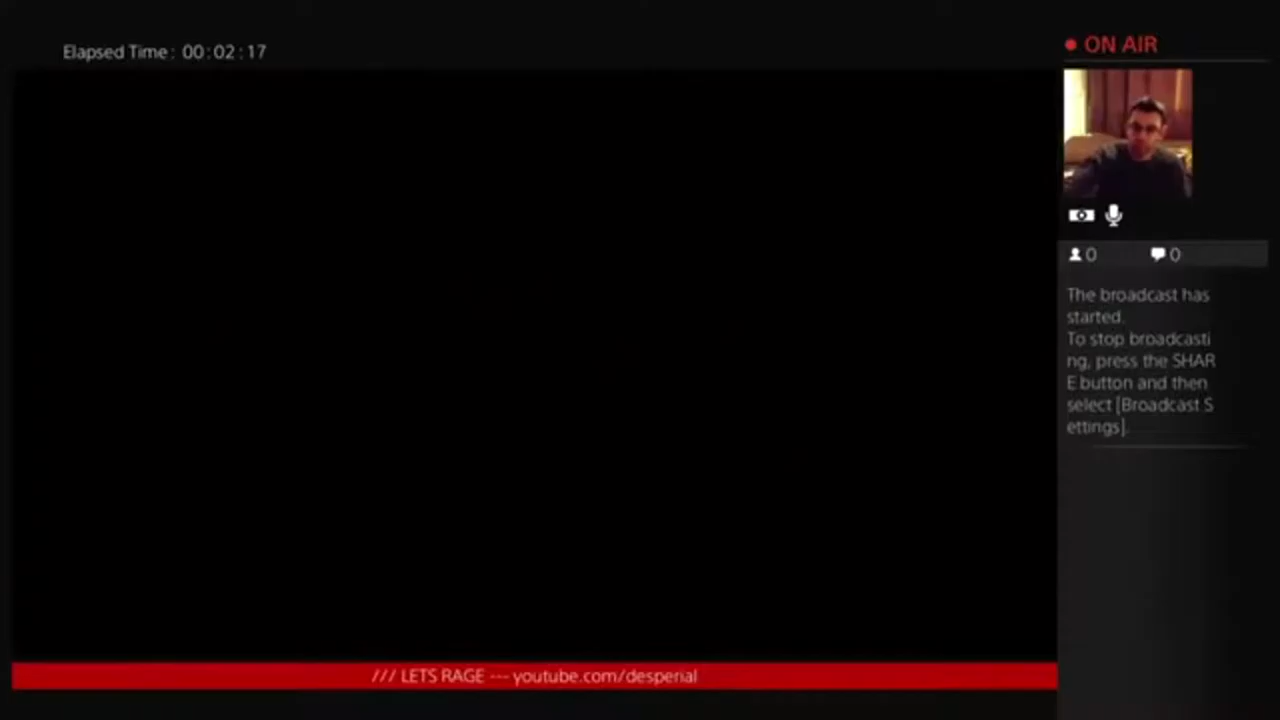 Elapsed Time: 00:02:17
ON AIR
0 0
The broadcast has
started.
To stop broadcasti
ng, press the SHAR
E button and then
select [Broadcast S
ettings].
/// LETS RAGE --- youtube.com/desperial